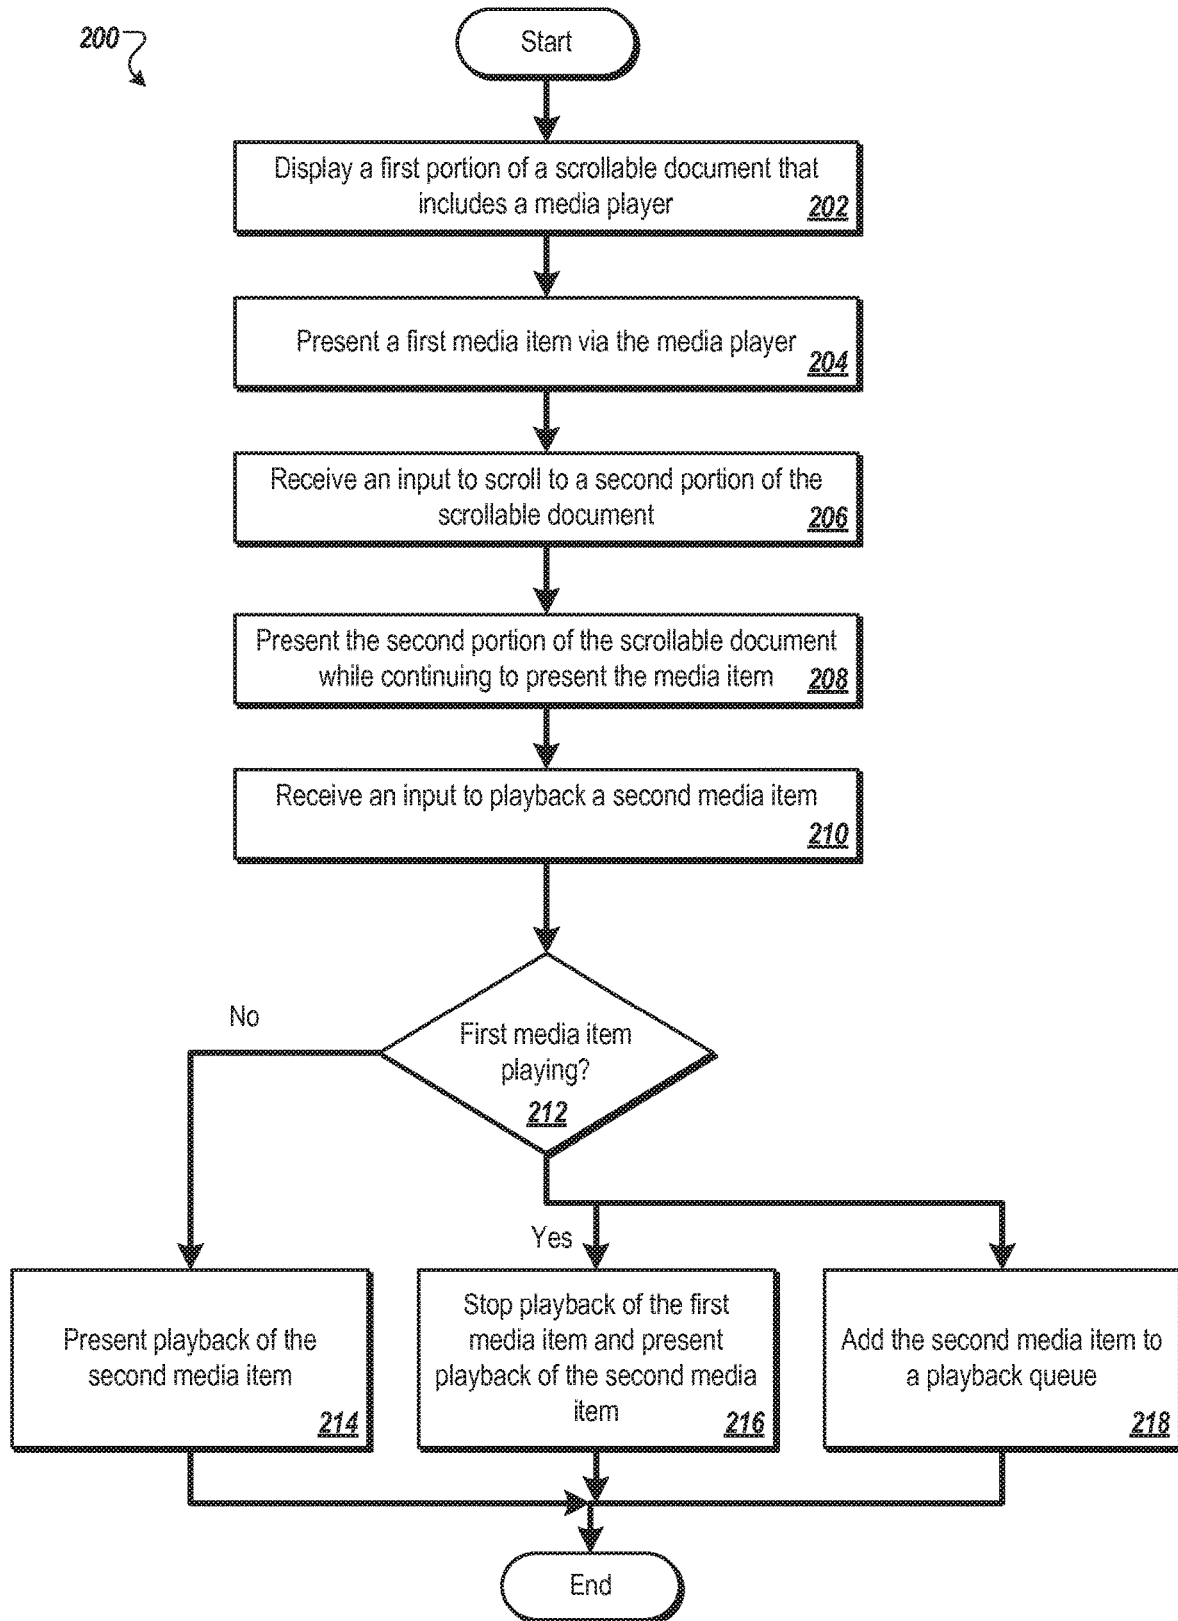 200
Start
Display a first portion of a scrollable document that
includes a media player
202
Present a first media item via the media player
204
Receive an input to scroll to a second portion of the
scrollable document
206
Present the second portion of the scrollable document
while continuing to present the media item
208
Receive an input to playback a second media item
210
No
First media item
playing?
212
Yes
Present playback of the
second media item
214
Stop playback of the first
media item and present
playback of the second media
item
216
Add the second media item to
a playback queue
218
End